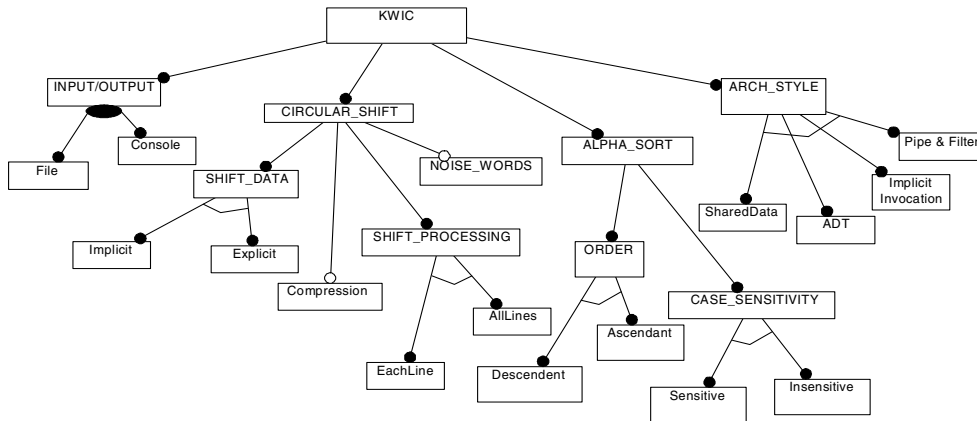 KWIC
INPUT/OUTPUT
ARCH_STYLE
CIRCULAR_SHIFT
Console
File
ALPHA_SORT
Pipe & Filter
NOISE_WORDS
SHIFT_DATA
Implicit
Invocation
SharedData
ADT
Implicit
Explicit
SHIFT_PROCESSING
ORDER
Compression
CASE_SENSITIVITY
AllLines
Ascendant
EachLine
Descendent
Sensitive
Insensitive